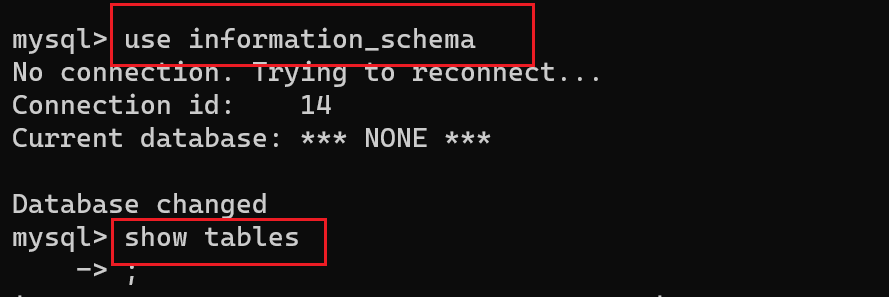 mysql> use information_schema
No connection. Trying to reconnect...
Connection id:    14
Current database: *** NONE ***

Database changed
mysql> show tables
    -> ;